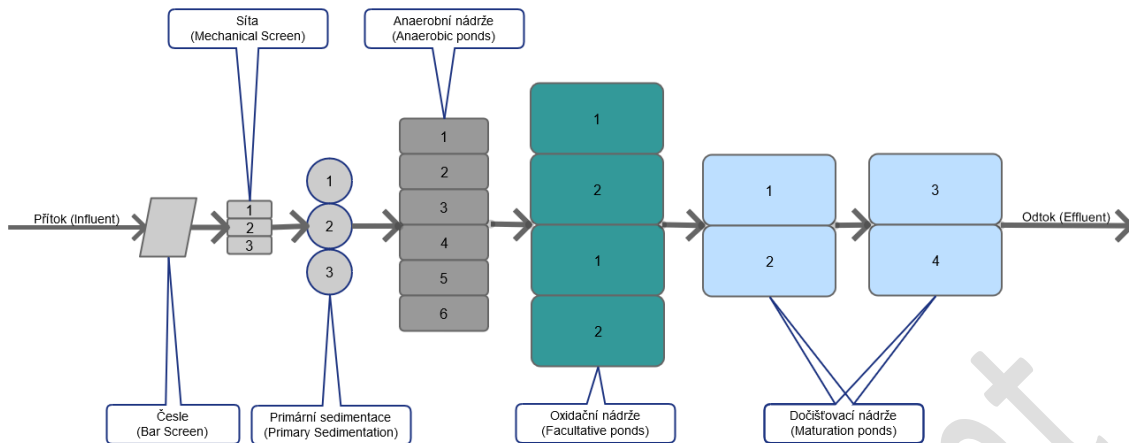 Síta
(Mechanical Screen)
Anaerobní nádrže
(Anaerobic ponds)
Přítok (Influent)
1
2
3
1
2
3
1
2
3
4
5
6
1
2
1
2
1
2
3
4
Odtok (Effluent)
Česle
(Bar Screen)
Primární sedimentace
(Primary Sedimentation)
Oxidační nádrže
(Facultative ponds)
Dočišťovací nádrže
(Maturation ponds)